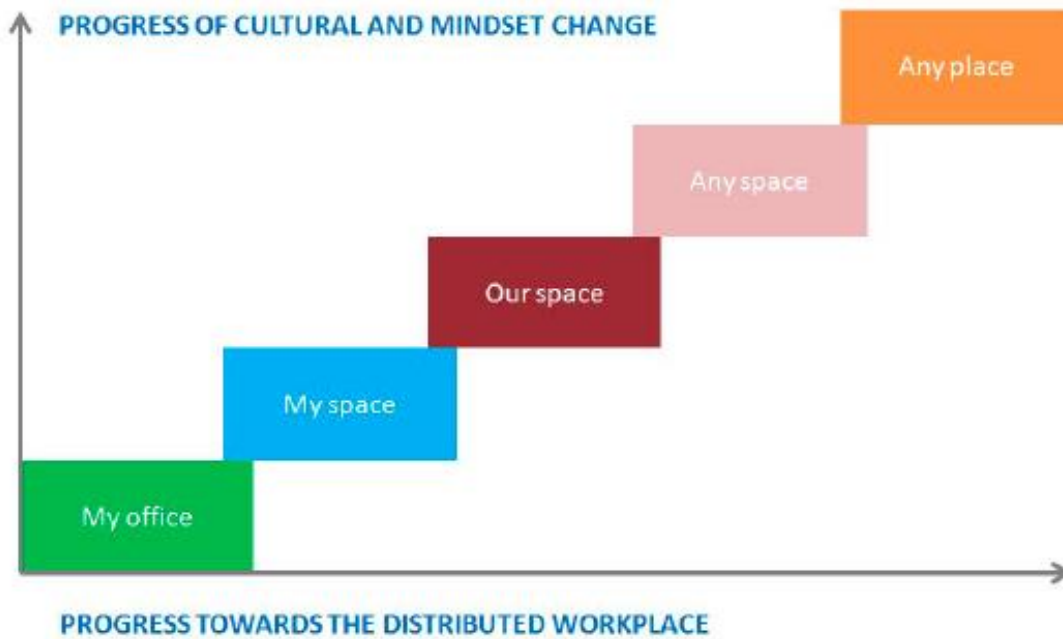 PROGRESS OF CULTURAL AND MINDSET CHANGE
Any place
Any space
Our space
My space
My office
PROGRESS TOWARDS THE DISTRIBUTED WORKPLACE